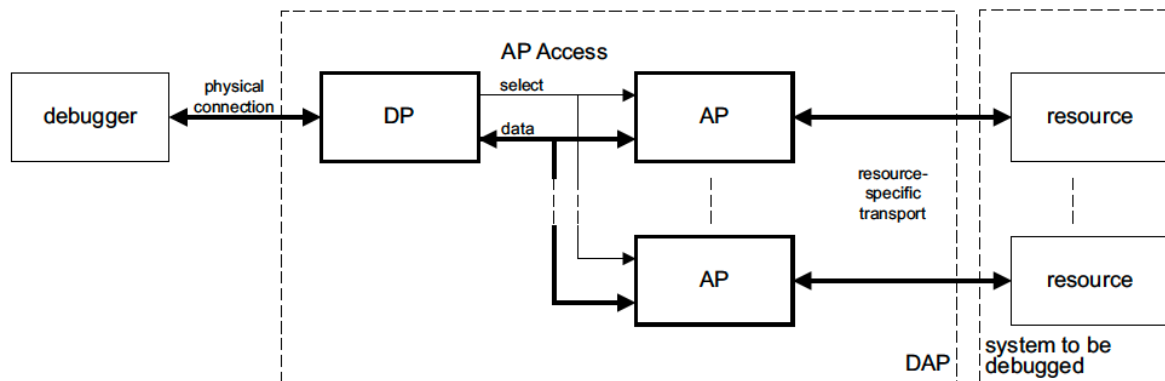 AP Access
physical
connection
select
debugger
DP
AP
resource
data
resource-
specific
transport
AP
resource
DAP
system to be
debugged